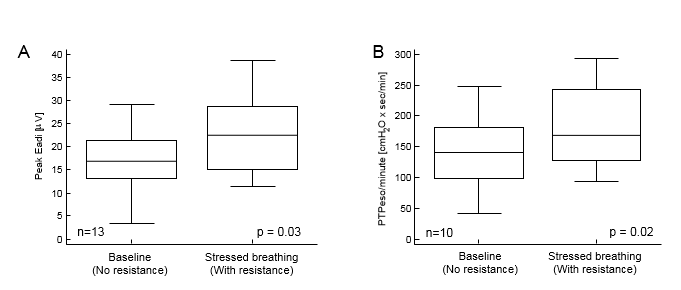 A
B
40
35
30
25
20
15
10
5
0
Peak Eadi [µV]
n=13
p = 0.03
Baseline
(No resistance)
Stressed breathing
(With resistance)
300
250
200
150
100
50
0
PTPeso/minute [cmH2O x sec/min]
n=10
p = 0.02
Baseline
(No resistance)
Stressed breathing
(With resistance)